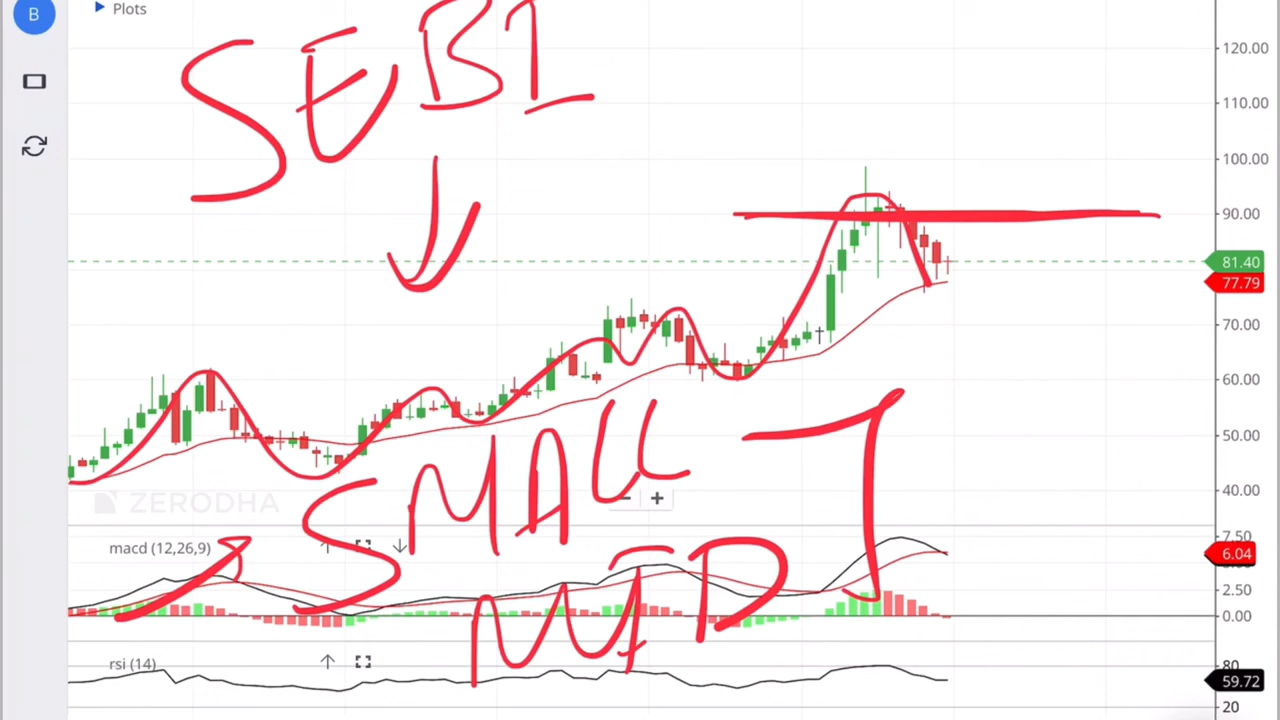 B
Plots
SEBI
120.00
110.00
100.00
90.00
81.40
77.79
70.00
60.00
50.00
40.00
SMALL
ZERODHA
macd (12,26,9)
7.50
6.04
2.50
0.00
MID
rsi (14)
80
59.72
20